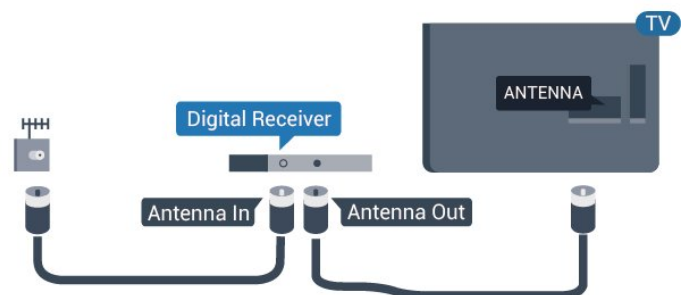 TV
ANTENNA
Digital Receiver
Antenna In
Antenna Out